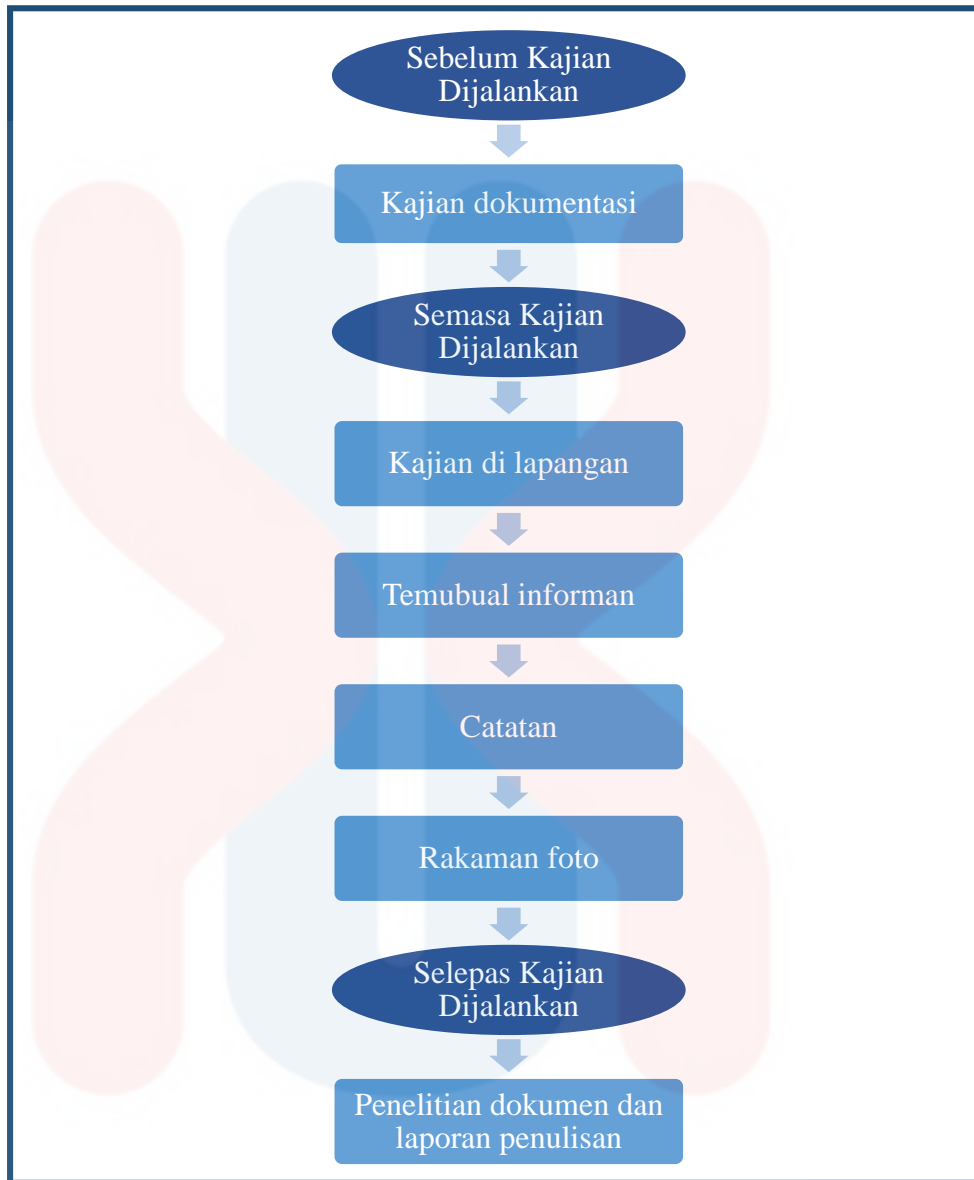 Sebelum Kajian
Dijalankan
Kajian dokumentasi
Semasa Kajian
Dijalankan
Kajian di lapangan
Temubual informan
Catatan
Rakaman foto
Selepas Kajian
Dijalankan
Penelitian dokumen dan
laporan penulisan